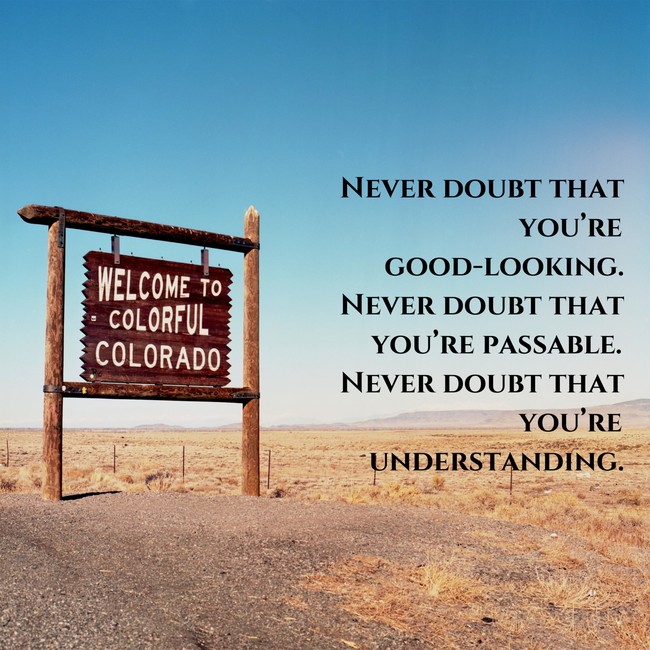 WELCOME TO
COLORFUL
COLORADO
Never doubt that
you're
good-looking.
Never doubt that
you're passable.
Never doubt that
you're
understanding.